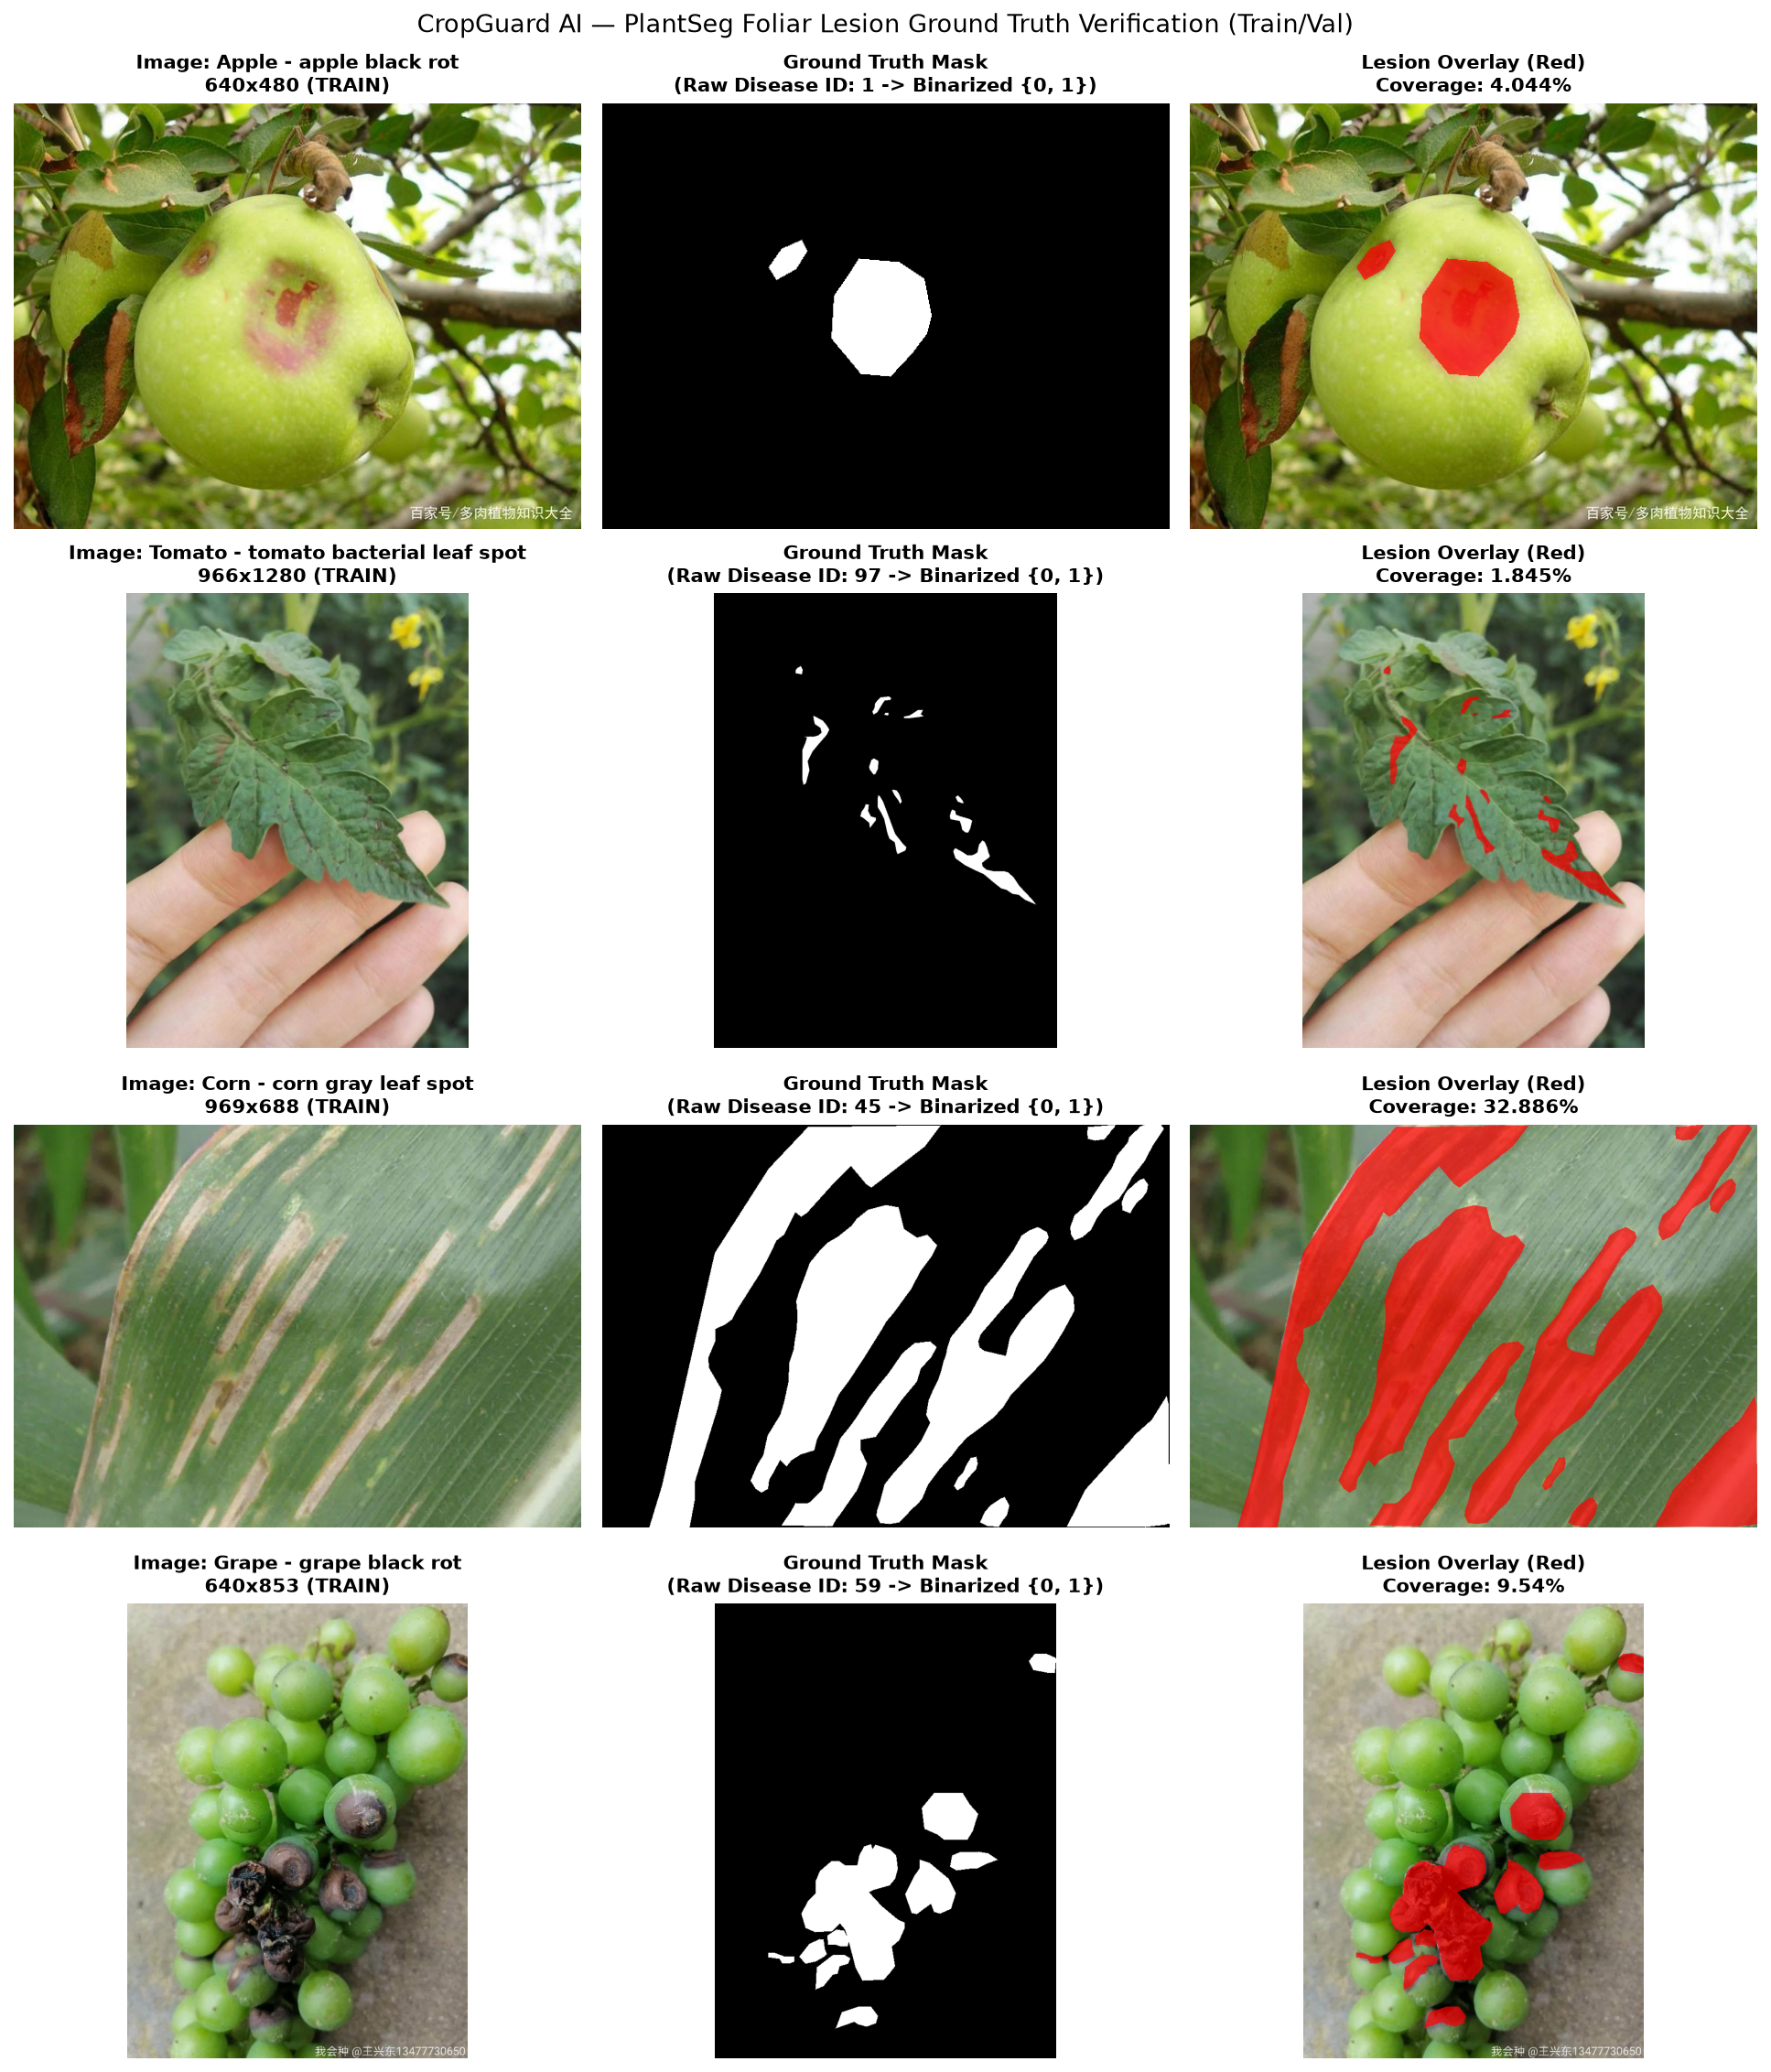 CropGuard AI — PlantSeg Foliar Lesion Ground Truth Verification (Train/Val)
Image: Apple - apple black rot
640x480 (TRAIN)
Ground Truth Mask
(Raw Disease ID: 1 -> Binarized {0, 1})
Lesion Overlay (Red)
Coverage: 4.044%
百家号/多肉植物知识大全
百家号/多肉植物知识大全
Image: Tomato - tomato bacterial leaf spot
966x1280 (TRAIN)
Ground Truth Mask
(Raw Disease ID: 97 -> Binarized {0, 1})
Lesion Overlay (Red)
Coverage: 1.845%
Image: Corn - corn gray leaf spot
969x688 (TRAIN)
Ground Truth Mask
(Raw Disease ID: 45 -> Binarized {0, 1})
Lesion Overlay (Red)
Coverage: 32.886%
Image: Grape - grape black rot
640x853 (TRAIN)
Ground Truth Mask
(Raw Disease ID: 59 -> Binarized {0, 1})
Lesion Overlay (Red)
Coverage: 9.54%
我会种 @王兴东13477730650
我会种 @王兴东13477730650